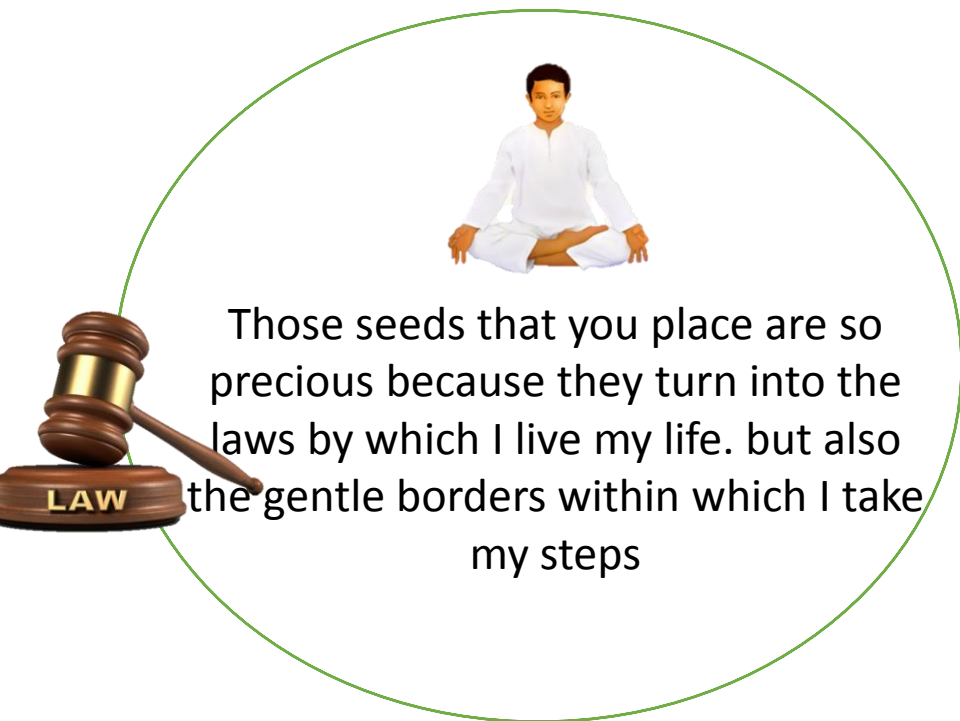 Those seeds that you place are so
precious because they turn into the
laws by which I live my life. but also
the gentle borders within which I take
my steps
LAW